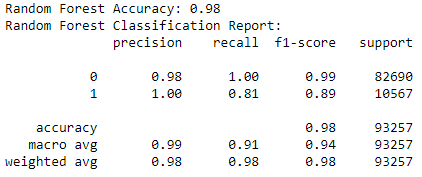 Random Forest Accuracy: 0.98
Random Forest Classification Report:
precision recall f1-score support
0 0.98 1.00 0.99 82690
1 1.00 0.81 0.89 10567
accuracy 0.98 93257
macro avg 0.99 0.91 0.94 93257
weighted avg 0.98 0.98 0.98 93257